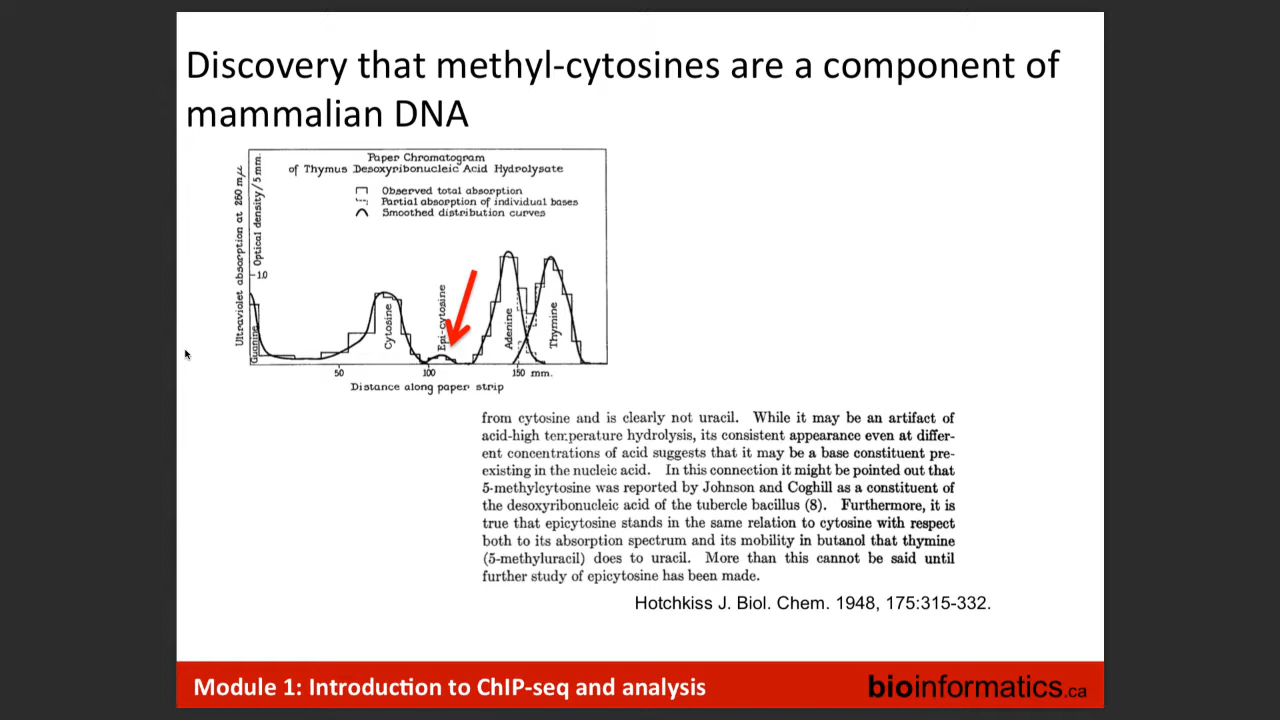 Discovery that methyl-cytosines are a component of
mammalian DNA
Paper Chromatogram
of Thymus Desoxyribonucleic Acid Hydrolysate
Observed total absorption
Partial absorption of individual bases
Smoothed distribution curves
Ultraviolet absorption at 260 mμ
Optical density/5 mm.
1.0
Guanine
Cytosine
Epi-cytosine
Adenine
Thymine
50
100
150 mm.
Distance along paper strip
from cytosine and is clearly not uracil. While it may be an artifact of
acid-high temperature hydrolysis, its consistent appearance even at differ-
ent concentrations of acid suggests that it may be a base constituent pre-
existing in the nucleic acid. In this connection it might be pointed out that
5-methylcytosine was reported by Johnson and Coghill as a constituent of
the desoxyribonucleic acid of the tubercle bacillus (8). Furthermore, it is
true that epicytosine stands in the same relation to cytosine with respect
both to its absorption spectrum and its mobility in butanol that thymine
(5-methyluracil) does to uracil. More than this cannot be said until
further study of epicytosine has been made.
Hotchkiss J. Biol. Chem. 1948, 175:315-332.
Module 1: Introduction to ChIP-seq and analysis
bioinformatics.ca